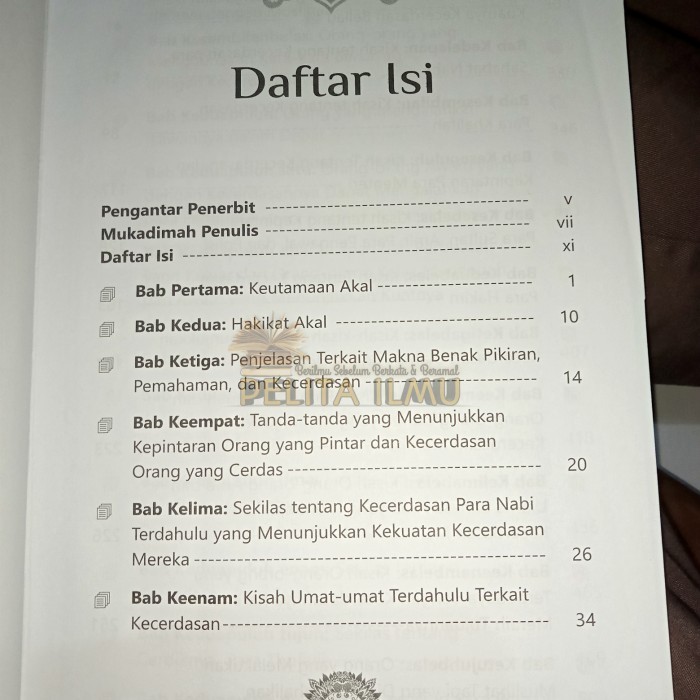 Daftar Isi
Pengantar Penerbit ------------------------------------ v
Mukadimah Penulis ------------------------------------ vii
Daftar Isi ------------------------------------------------ xi
Bab Pertama: Keutamaan Akal ---------------------- 1
Bab Kedua: Hakikat Akal ----------------------------- 10
Bab Ketiga: Penjelasan Terkait Makna Benak Pikiran,
Pemahaman, dan Kecerdasan ------------------------ 14
Berilmu Sebelum Berkata & Beramal
PELITA ILMU
Bab Keempat: Tanda-tanda yang Menunjukkan
Kepintaran Orang yang Pintar dan Kecerdasan
Orang yang Cerdas ----------------------------------- 20
Bab Kelima: Sekilas tentang Kecerdasan Para Nabi
Terdahulu yang Menunjukkan Kekuatan Kecerdasan
Mereka ------------------------------------------------- 26
Bab Keenam: Kisah Umat-umat Terdahulu Terkait
Kecerdasan---------------------------------------------- 34